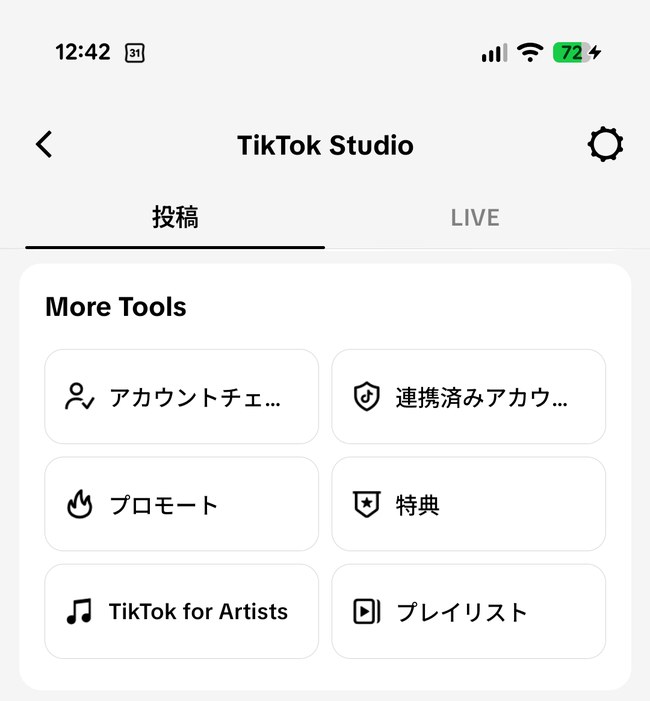 12:42 31 72
TikTok Studio
投稿 LIVE
More Tools
アカウントチェ... 連携済みアカウ...
プロモート 特典
TikTok for Artists プレイリスト